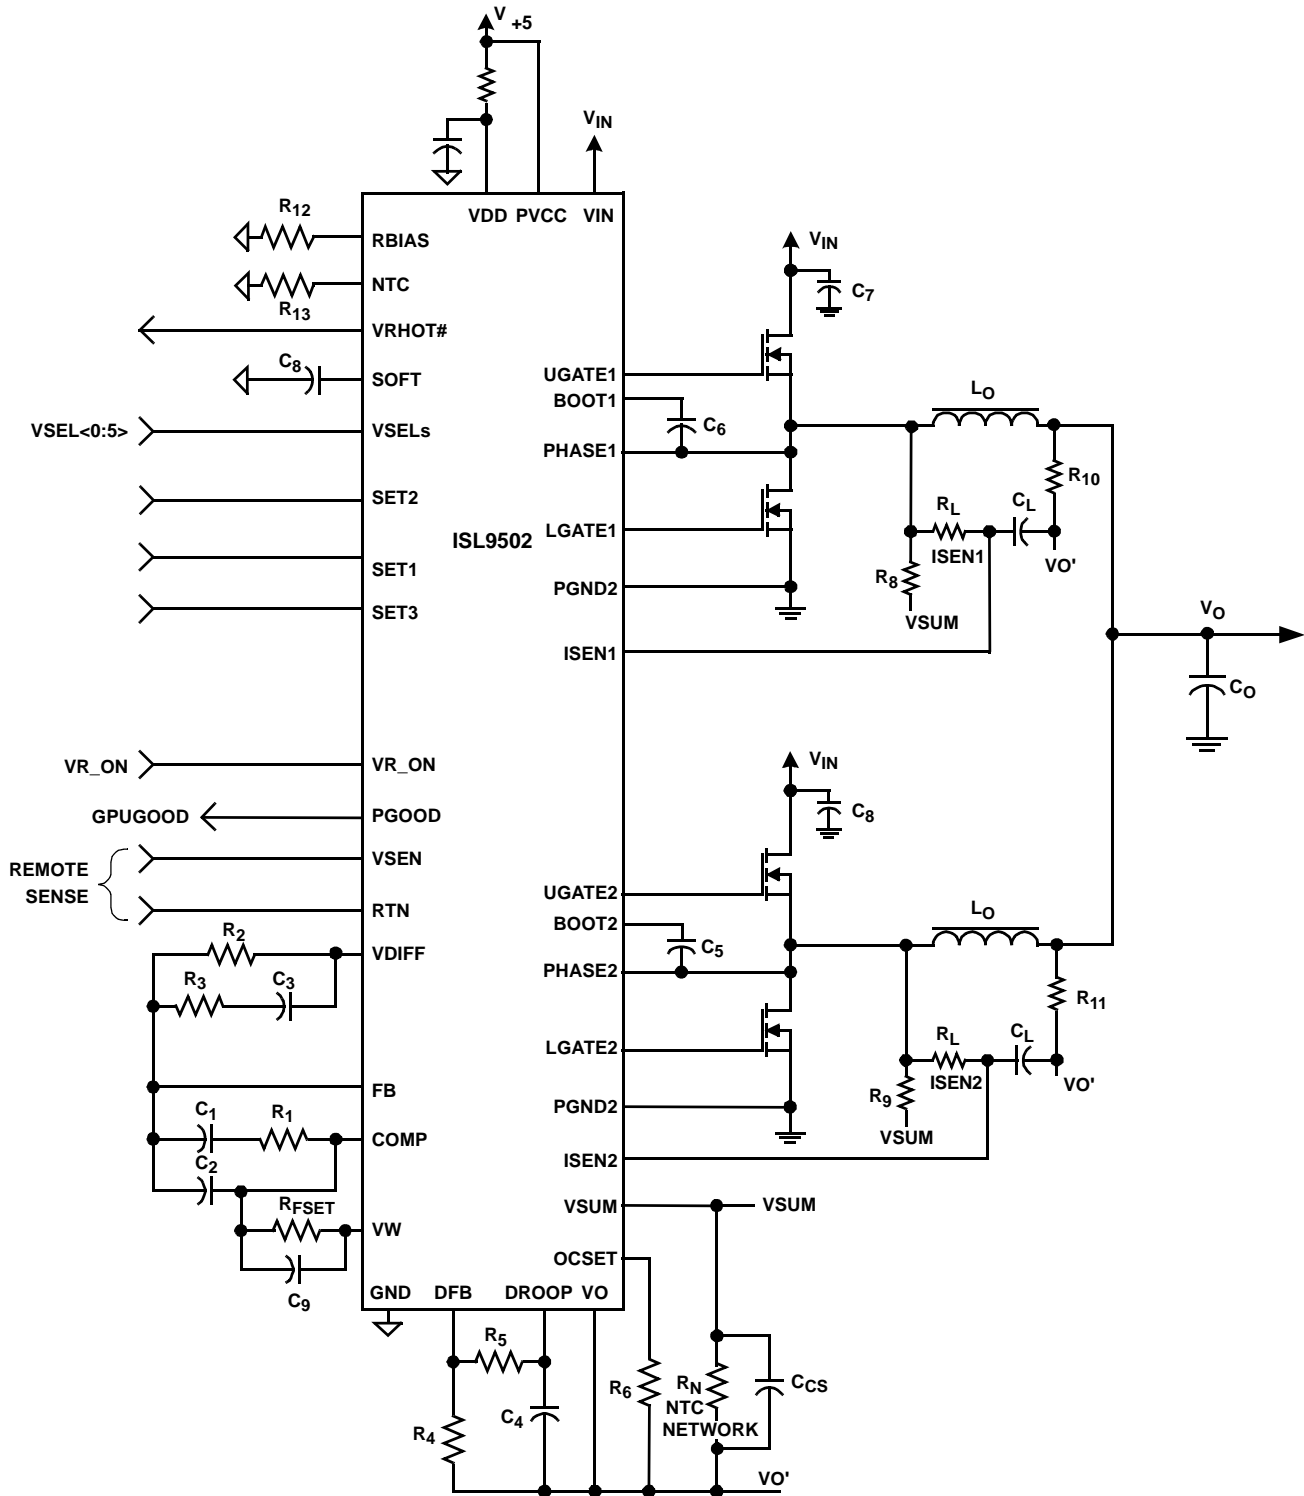 V +5
VIN
VDD PVCC VIN
R12
RBIAS
NTC
R13
VRHOT#
C8
SOFT
VSEL<0:5>
VSELs
SET2
SET1
SET3
ISL9502
VR_ON
VR_ON
GPUGOOD
PGOOD
REMOTE
SENSE
VSEN
RTN
R2
VDIFF
R3
C3
FB
C1
R1
COMP
C2
RFSET
VW
C9
GND
DFB
DROOP
VO
UGATE1
BOOT1
C6
PHASE1
LGATE1
PGND2
ISEN1
VIN
C7
LO
R10
RL
CL
ISEN1
VO'
R8
VSUM
VO
CO
VIN
C8
UGATE2
BOOT2
C5
PHASE2
LGATE2
PGND2
ISEN2
LO
R11
RL
CL
ISEN2
VO'
R9
VSUM
VSUM
VSUM
OCSET
R5
R4
C4
R6
RN
NTC
NETWORK
CCS
VO'